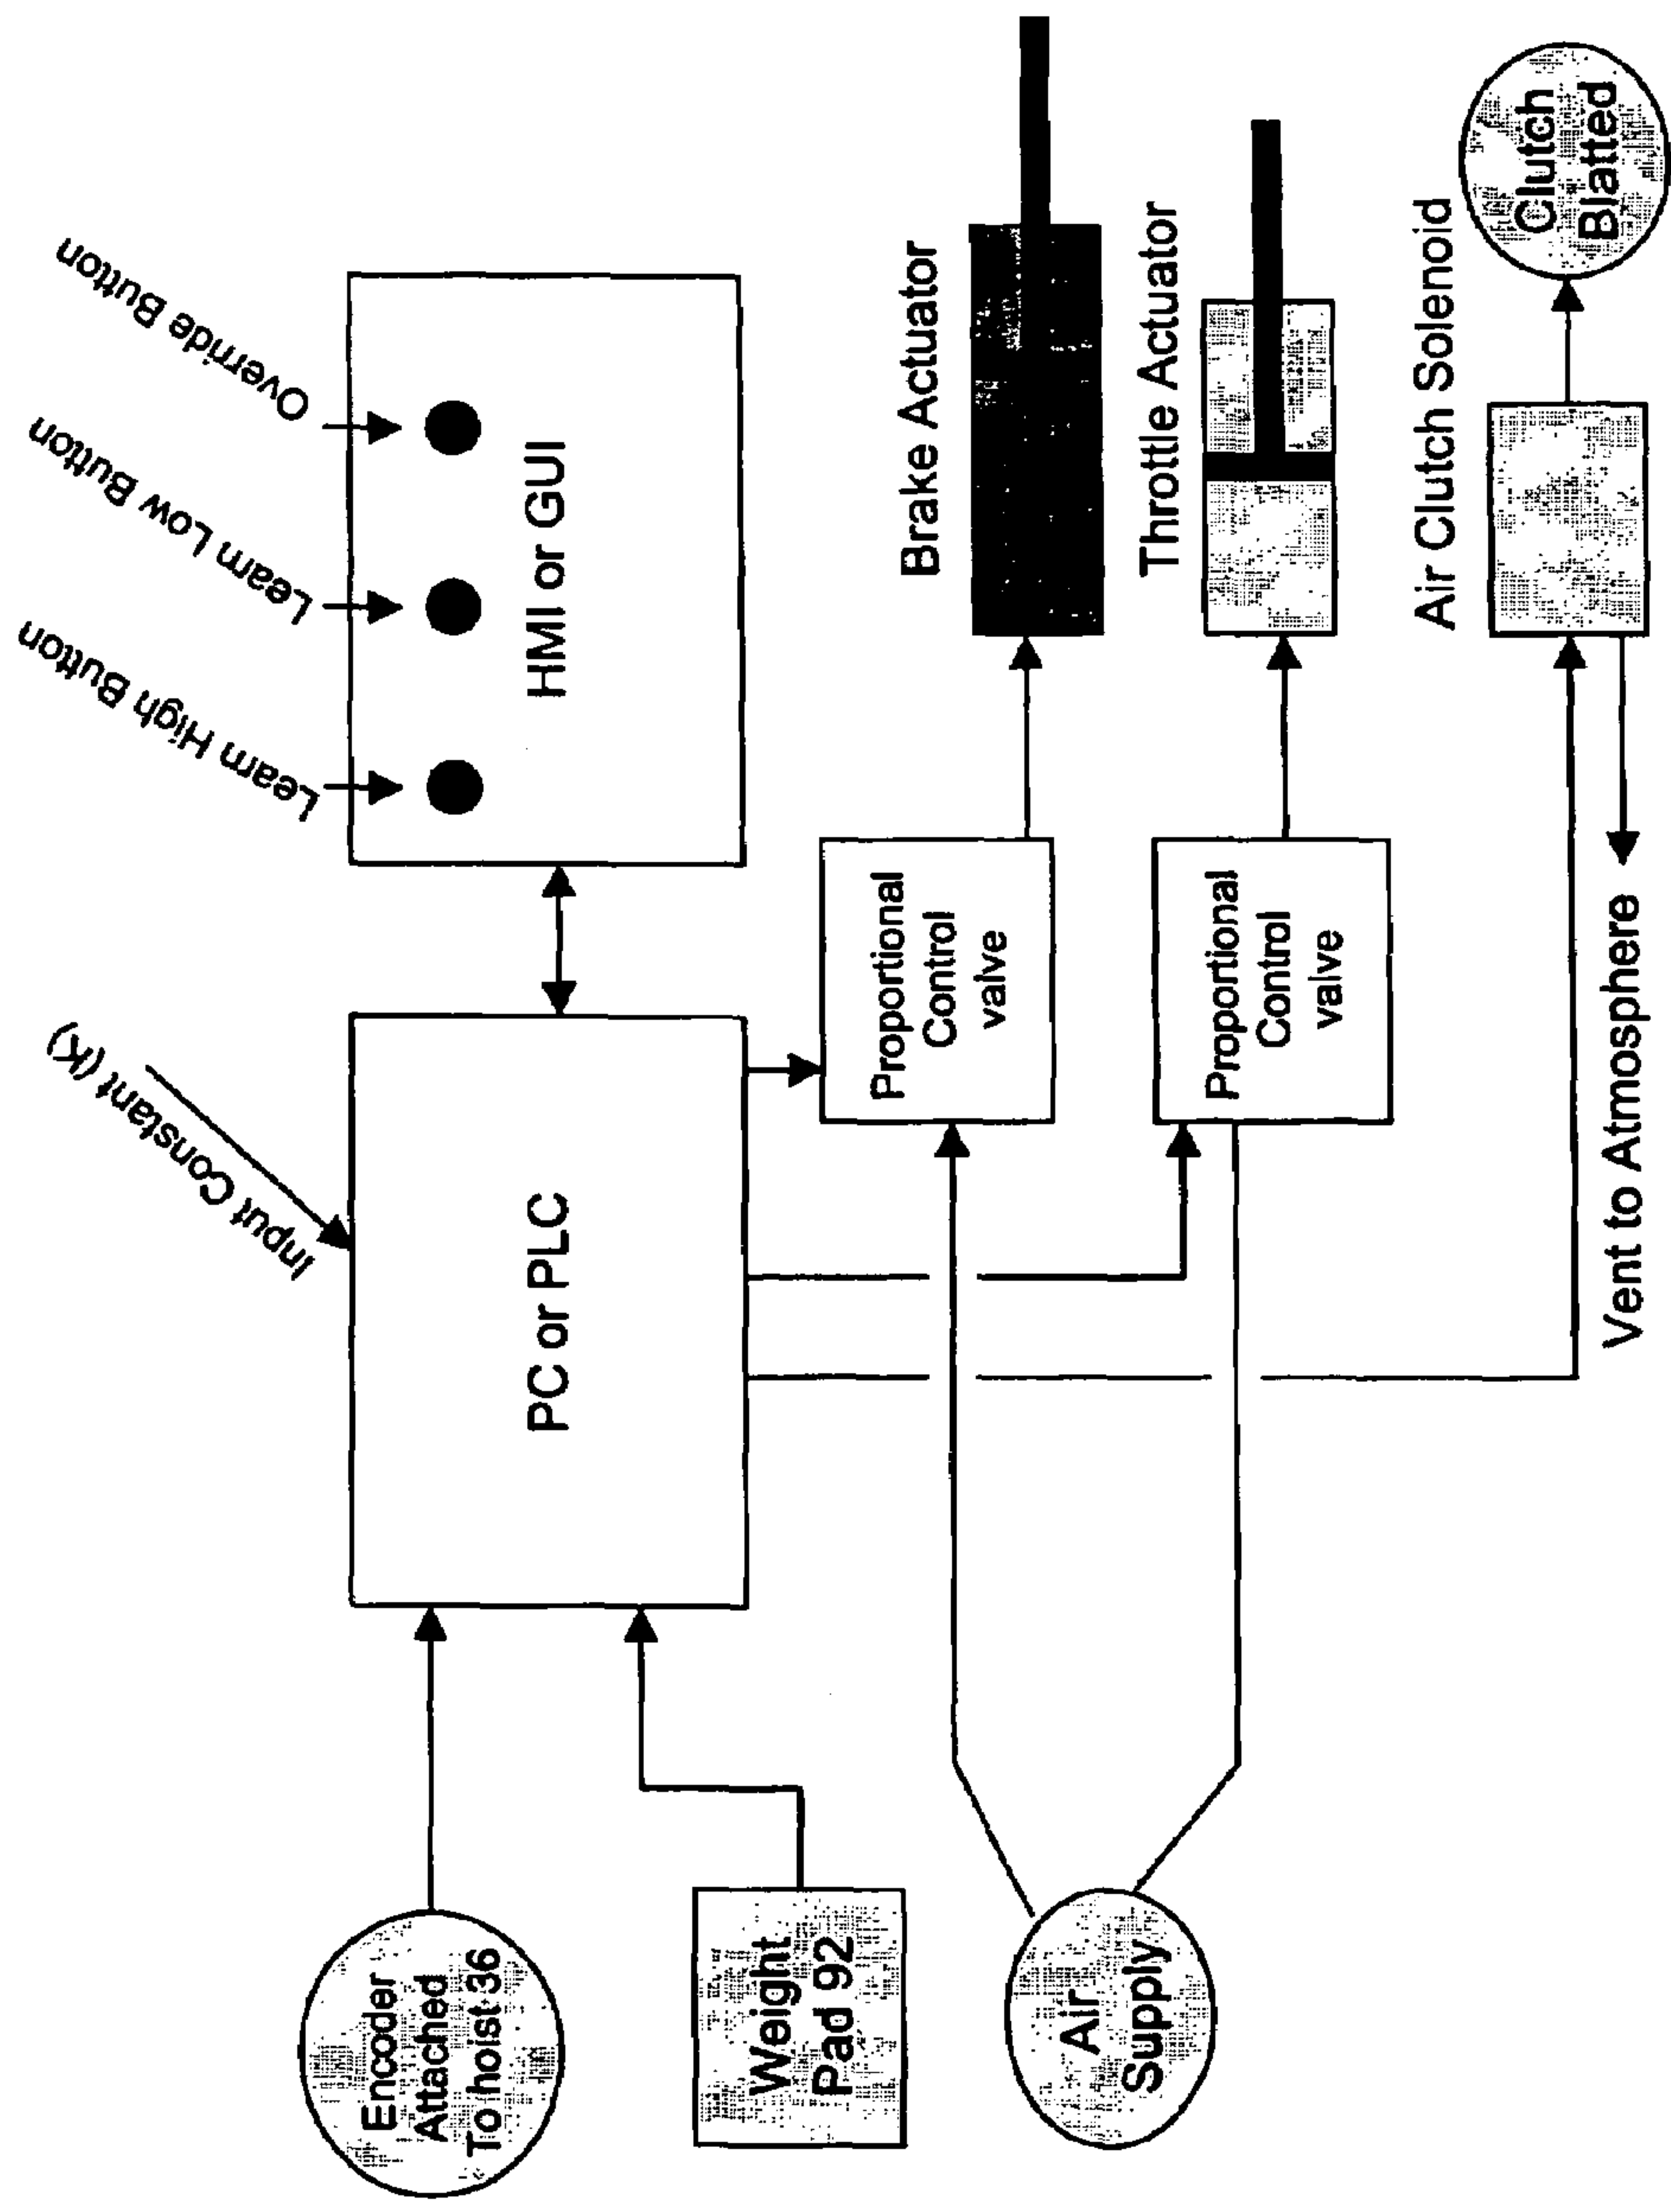 Input Constant (K)
Learn High Button
Learn Low Button
Override Button
Encoder
Attached
To hoist 36
PC or PLC
HMI or GUI
Weight
Pad 92
Proportional
Control
valve
Brake Actuator
Air
Supply
Proportional
Control
valve
Throttle Actuator
Air Clutch Solenoid
Clutch
Blatted
Vent to Atmosphere